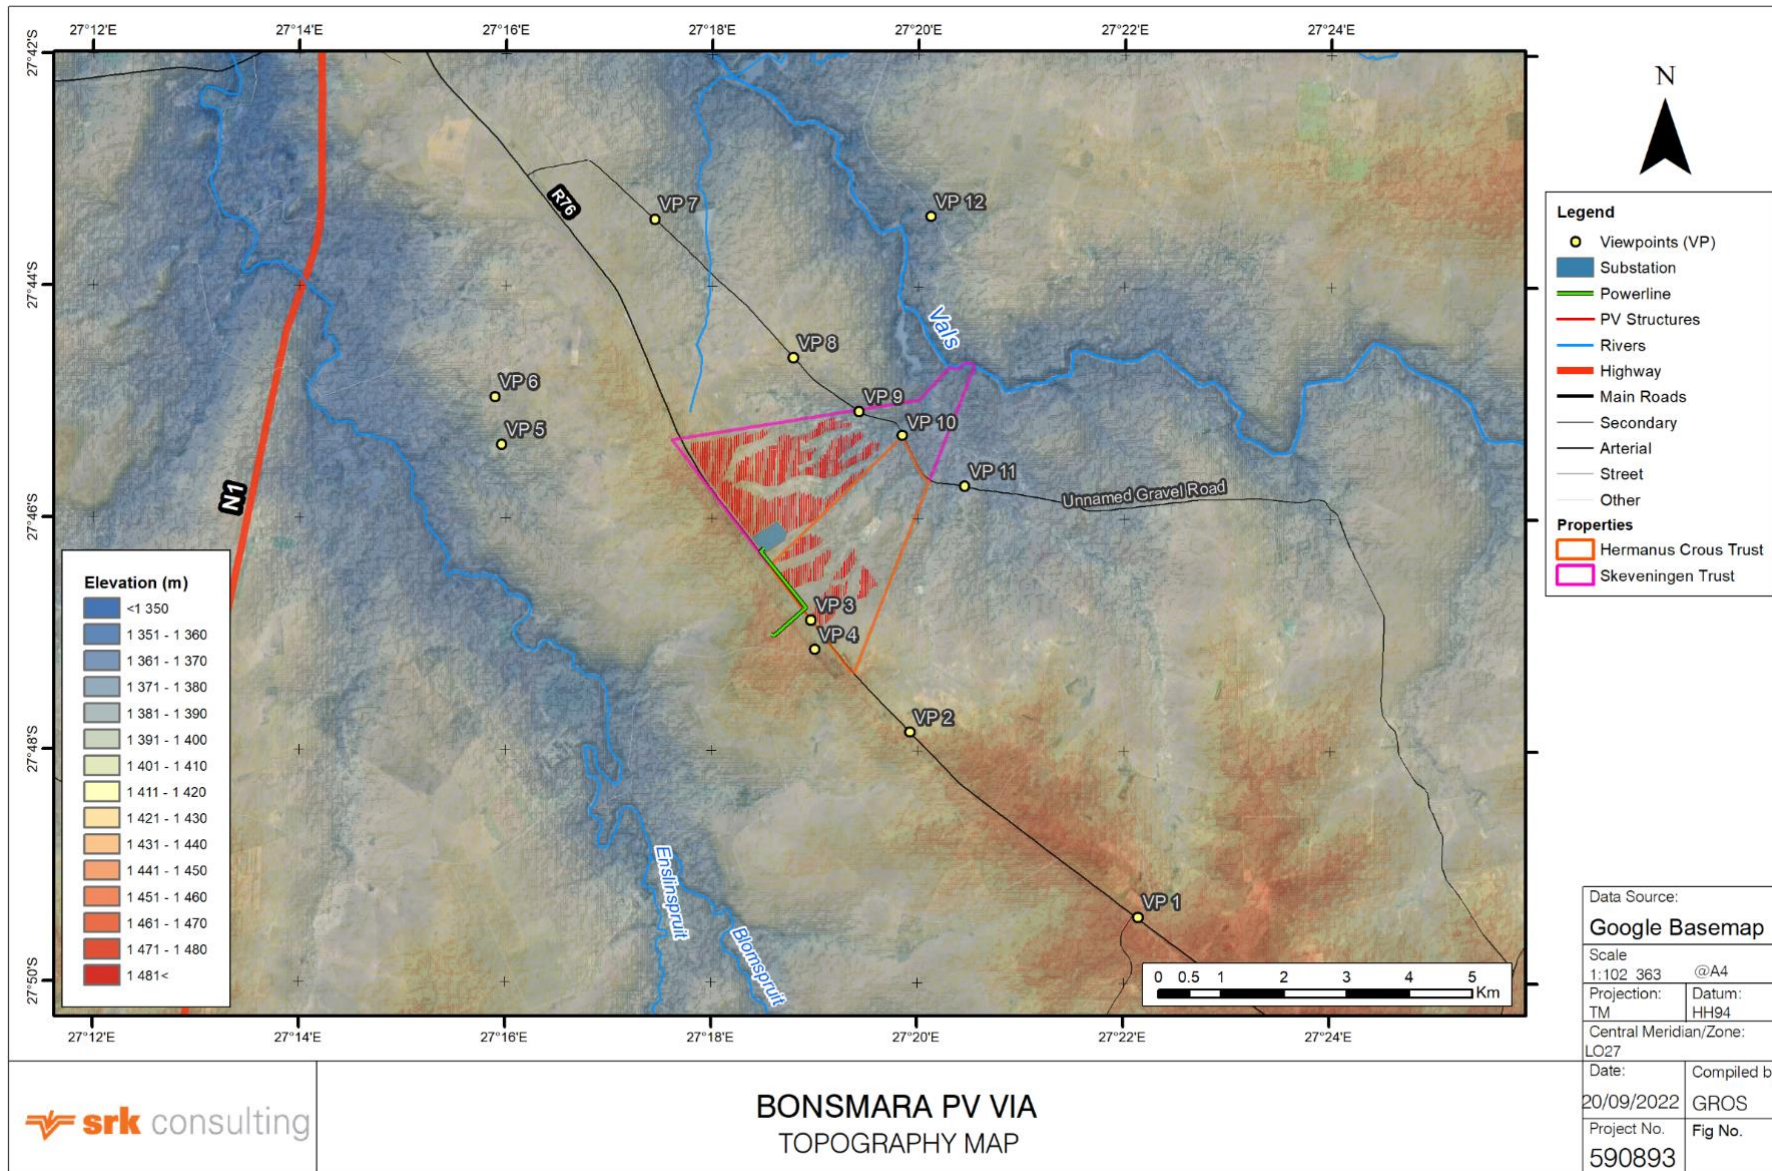 27°12'E 27°14'E 27°16'E 27°18'E 27°20'E 27°22'E 27°24'E
27°42'S
27°44'S
27°46'S
27°48'S
27°50'S
R76
VP 7
VP 12
Vals
VP 8
VP 6
VP 9
VP 5
VP 10
N1
VP 11
Unnamed Gravel Road
VP 3
VP 4
VP 2
Enslinspruit
Blomspruit
VP 1
Elevation (m)
<1 350
1 351 - 1 360
1 361 - 1 370
1 371 - 1 380
1 381 - 1 390
1 391 - 1 400
1 401 - 1 410
1 411 - 1 420
1 421 - 1 430
1 431 - 1 440
1 441 - 1 450
1 451 - 1 460
1 461 - 1 470
1 471 - 1 480
1 481<
0 0.5 1 2 3 4 5
Km
27°12'E 27°14'E 27°16'E 27°18'E 27°20'E 27°22'E 27°24'E
N
Legend
Viewpoints (VP)
Substation
Powerline
PV Structures
Rivers
Highway
Main Roads
Secondary
Arterial
Street
Other
Properties
Hermanus Crous Trust
Skeveningen Trust
Data Source:
Google Basemap
Scale
1:102 363 @A4
Projection: Datum:
TM HH94
Central Meridian/Zone:
LO27
Date: Compiled b
20/09/2022 GROS
Project No. Fig No.
590893
srk consulting
BONSMARA PV VIA
TOPOGRAPHY MAP